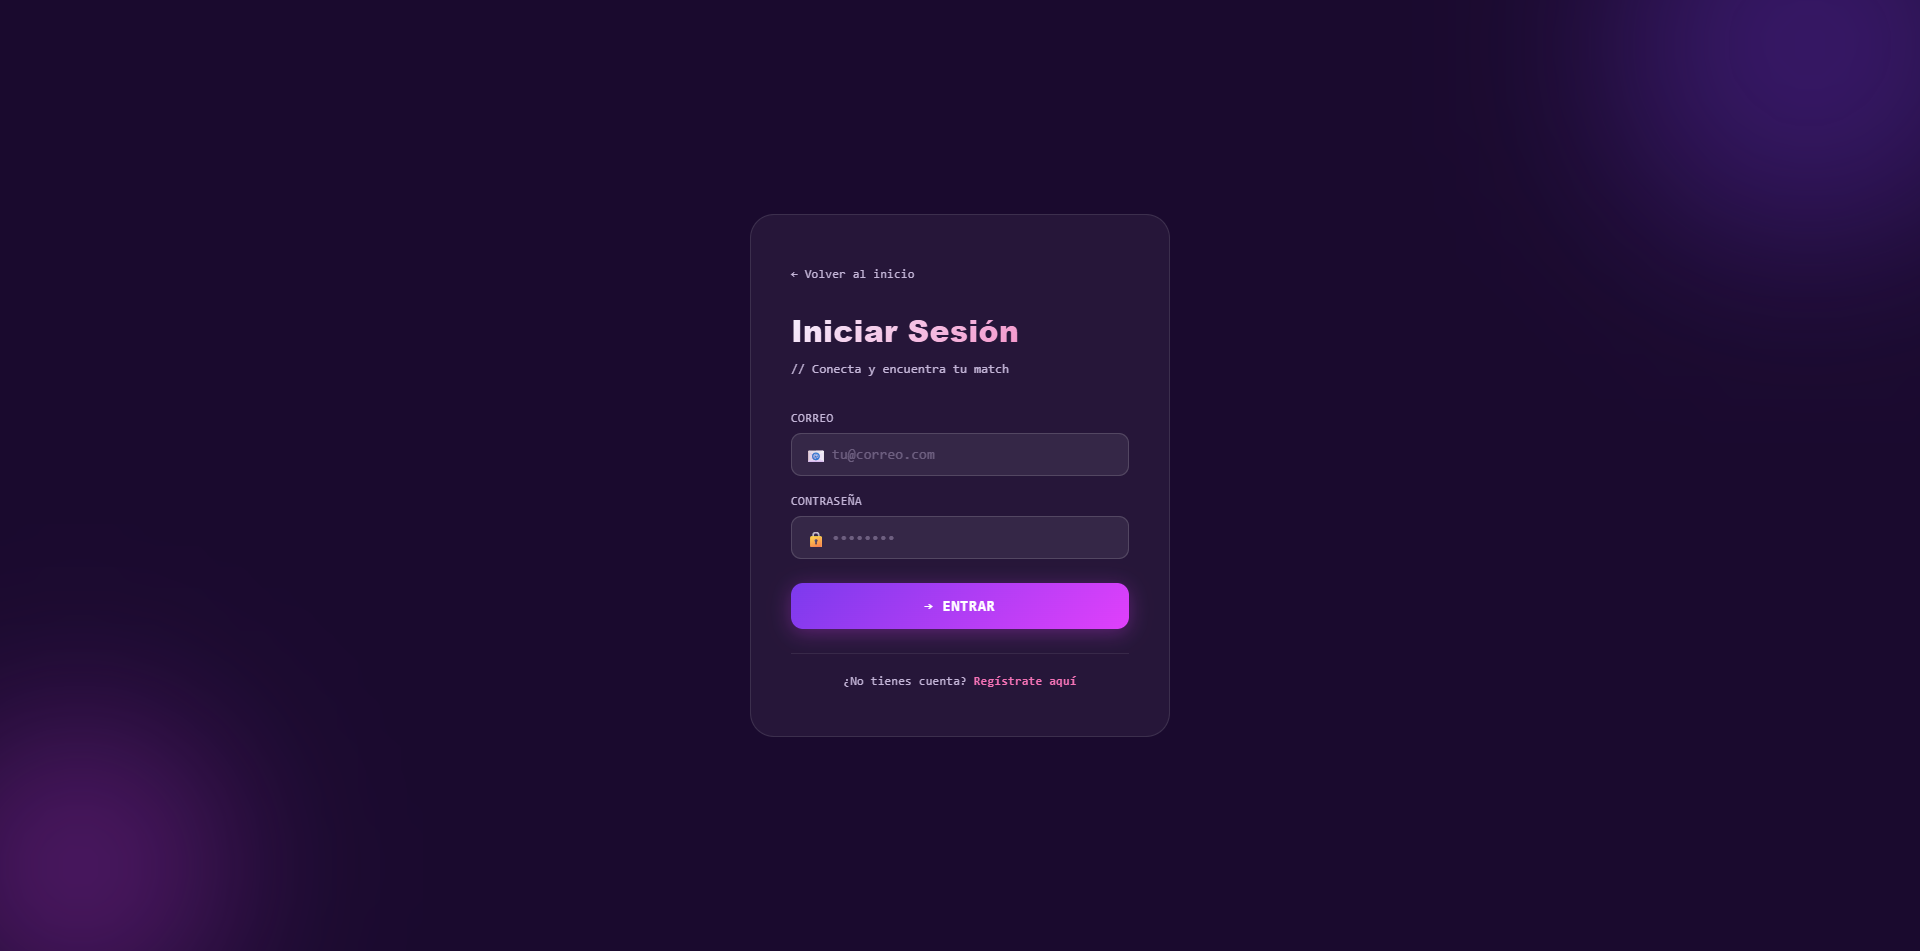 ← Volver al inicio
Iniciar Sesión
// Conecta y encuentra tu match
CORREO
tu@correo.com
CONTRASEÑA
••••••••
→ ENTRAR
¿No tienes cuenta? Regístrate aquí